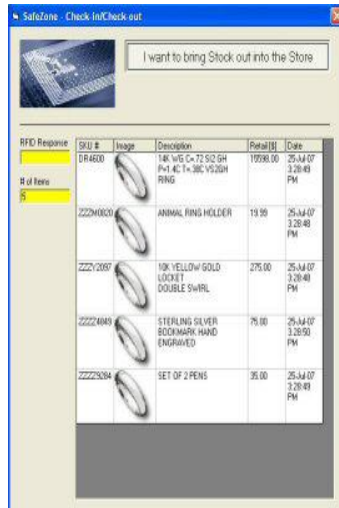 SafeZone - Check-In/Check-out
I want to bring Stock out into the Store
RFID Response
# of Items
5
SKU # Image Description Retail($) Date
DR4600 14K W/G C=.72 SI2 GH 15598.00 25-Jul-07
P=1.4C T=.38C VS2GH 3:28:49
RING PM
ZZZM0820 ANIMAL RING HOLDER 19.99 25-Jul-07
3:28:48
PM
ZZZY2097 10K YELLOW GOLD 275.00 25-Jul-07
LOCKET 3:28:48
DOUBLE SWIRL PM
ZZZZ4849 STERLING SILVER 75.00 25-Jul-07
BOOKMARK HAND 3:28:50
ENGRAVED PM
ZZZZ9284 SET OF 2 PENS 35.00 25-Jul-07
3:28:49
PM